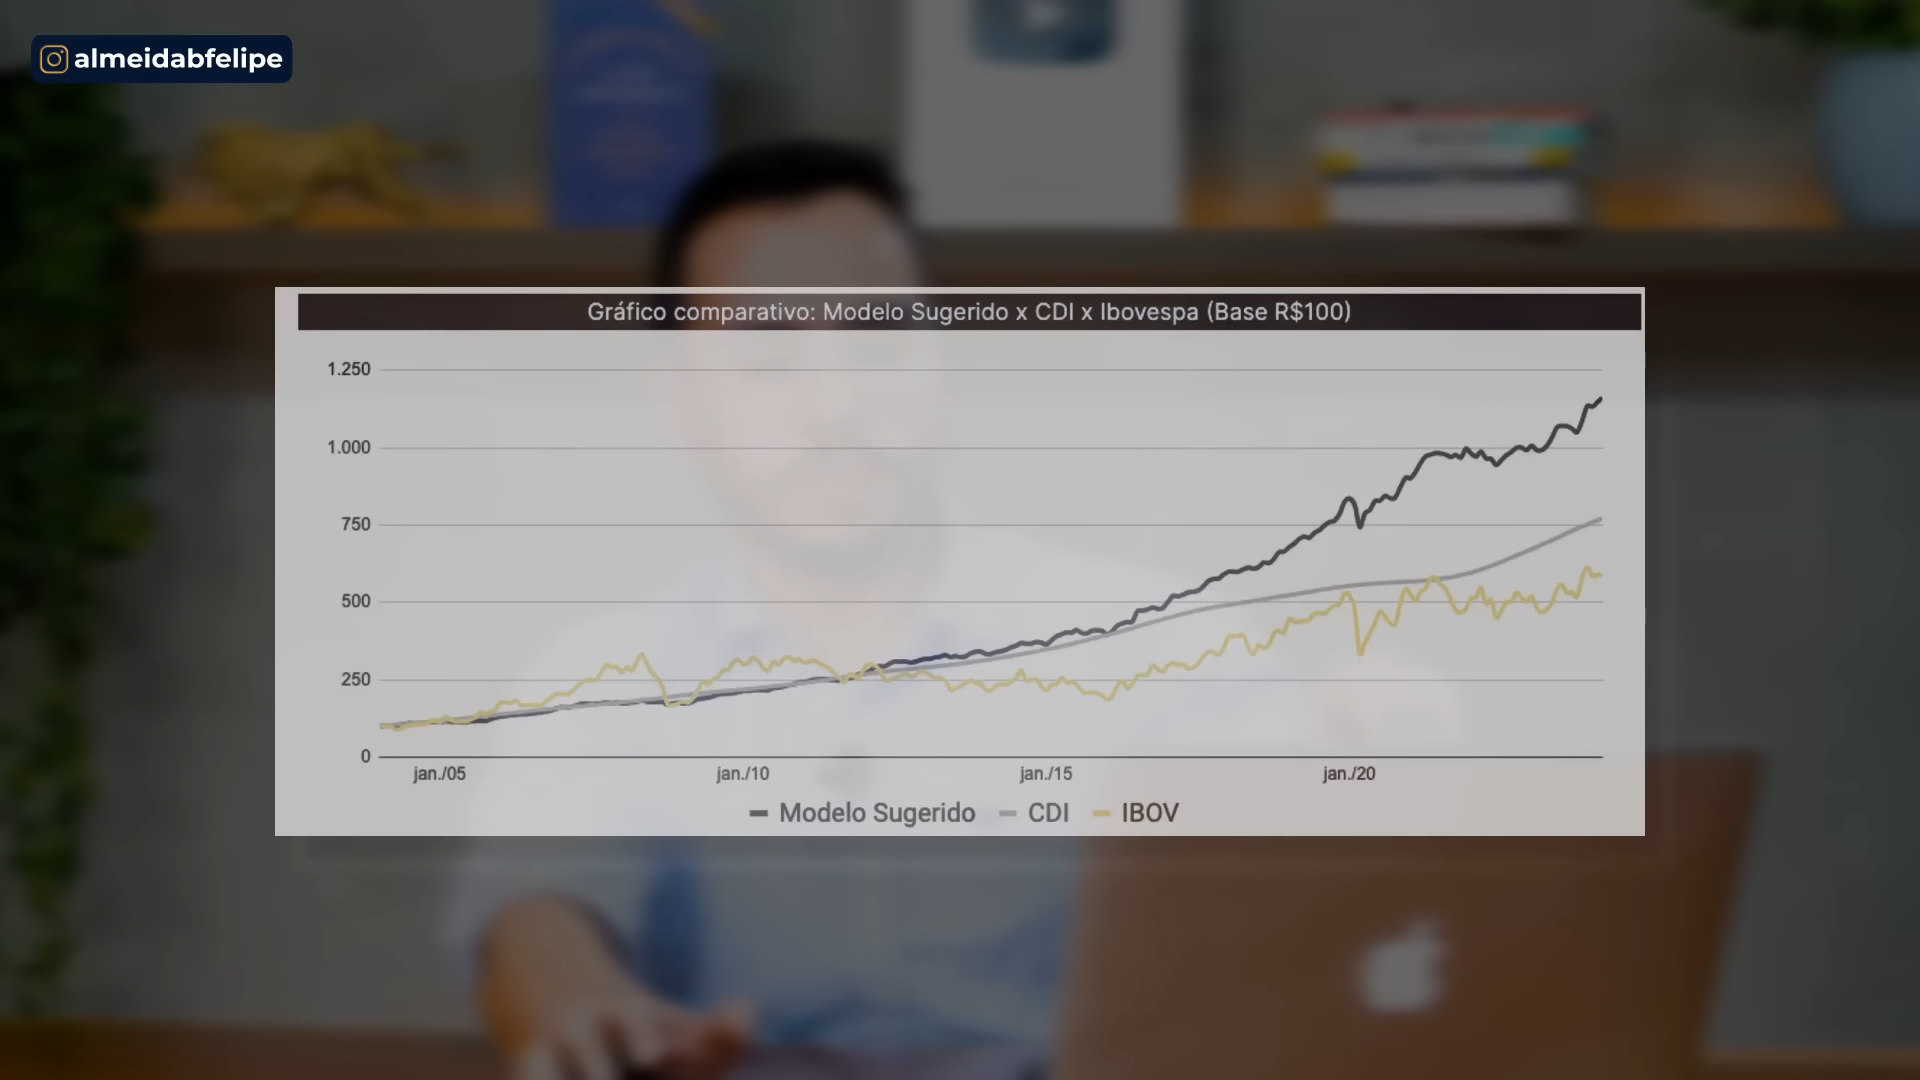 almeidabfelipe
Gráfico comparativo: Modelo Sugerido x CDI x Ibovespa (Base R$100)
1.250
1.000
750
500
250
0
jan./05 jan./10 jan./15 jan./20
Modelo Sugerido CDI IBOV